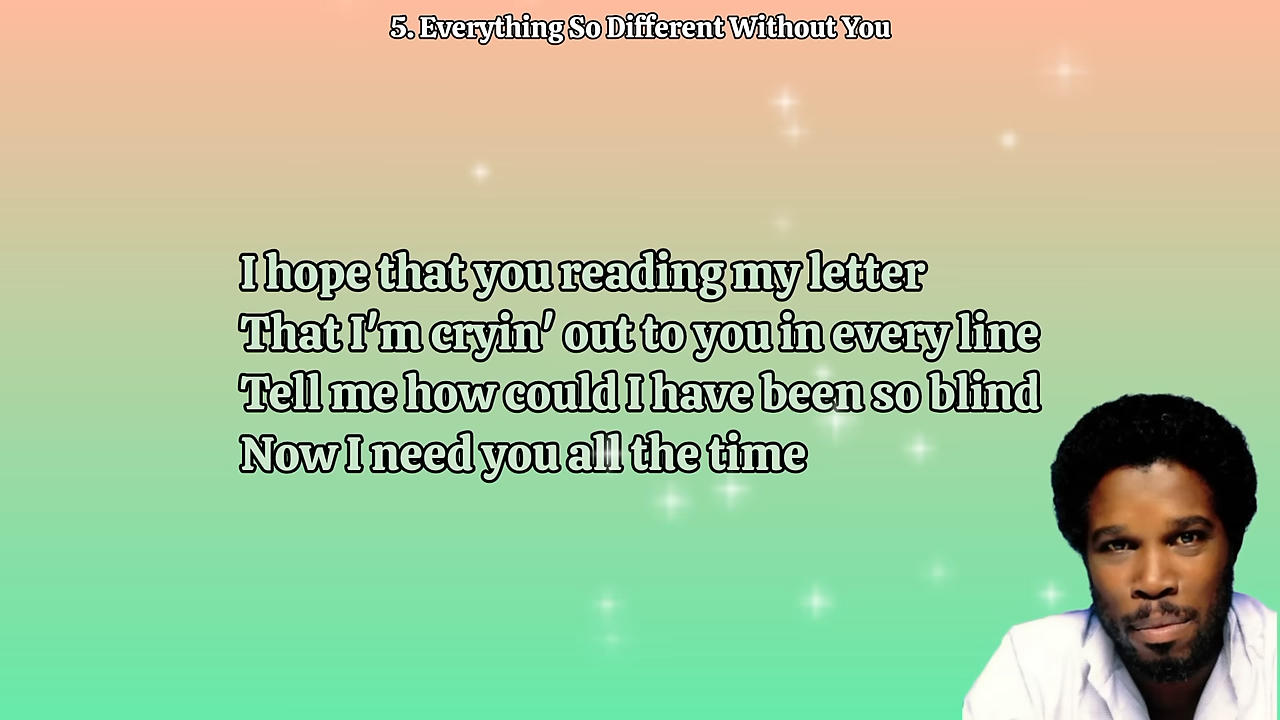 5. Everything So Different Without You
I hope that you reading my letter
That I'm cryin' out to you in every line
Tell me how could I have been so blind
Now I need you all the time